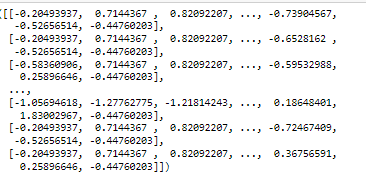 ([[-0.20493937,  0.7144367 ,  0.82092207, ..., -0.73904567,
-0.52656514, -0.44760203],
[-0.20493937,  0.7144367 ,  0.82092207, ..., -0.6528162 ,
-0.52656514, -0.44760203],
[-0.58360906,  0.7144367 ,  0.82092207, ..., -0.59532988,
0.25896646, -0.44760203],
...,
[-1.05694618, -1.27762775, -1.21814243, ...,  0.18648401,
1.83002967, -0.44760203],
[-0.20493937,  0.7144367 ,  0.82092207, ..., -0.72467409,
-0.52656514, -0.44760203],
[-0.20493937,  0.7144367 ,  0.82092207, ...,  0.36756591,
0.25896646, -0.44760203]])